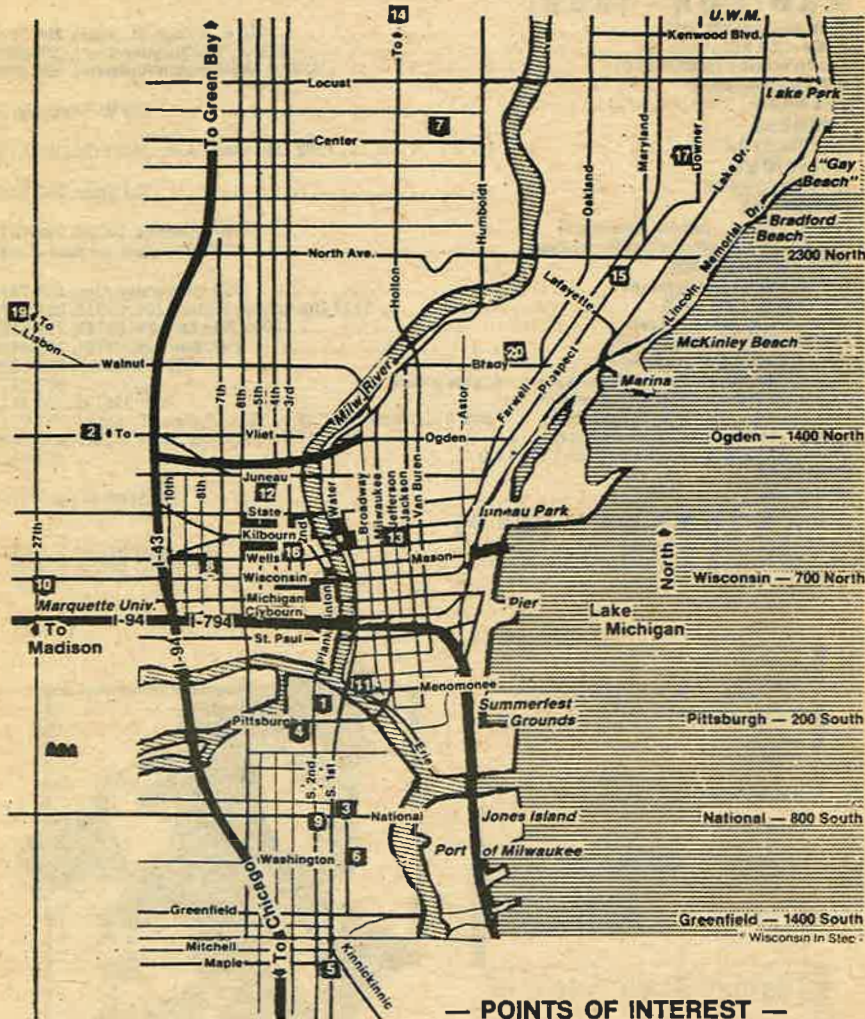 14
To
U.W.M.
Kenwood Blvd.
To Green Bay
Locust
Lake Park
7
Center
Maryland
17
Downer
Lake Dr.
"Gay
Beach"
Humboldt
Oakland
Memorial Dr.
Bradford
Beach
North Ave.
2300 North
Holton
Lafayette
15
Lincoln
19
To
Lisbon
McKinley Beach
Walnut
20
Brady
Prospect
Marina
7th
6th
5th
4th
3rd
Milw. River
Astor
Farwell
2
To
Vliet
Ogden
Ogden — 1400 North
Juneau
10th
8th
12
Water
Broadway
Milwaukee
Jefferson
Jackson
Van Buren
State
2nd
Juneau Park
27th
Kilbourn
13
I-43
Wells
16
Mason
North
Wisconsin
Wisconsin — 700 North
10
Michigan
Marquette Univ.
Clybourn
Pier
Lake
Michigan
I-94
I-794
To
Madison
St. Paul
I-94
11
Menomonee
1
Summerfest
Grounds
Pittsburgh
4
Pittsburgh — 200 South
Erie
S. 2nd
S. 1st
3
9
National
Jones Island
National — 800 South
Washington
6
Port
of Milwaukee
To Chicago
Greenfield
Greenfield — 1400 South
Mitchell
Maple
5
Kinnickinnic
— POINTS OF INTEREST —